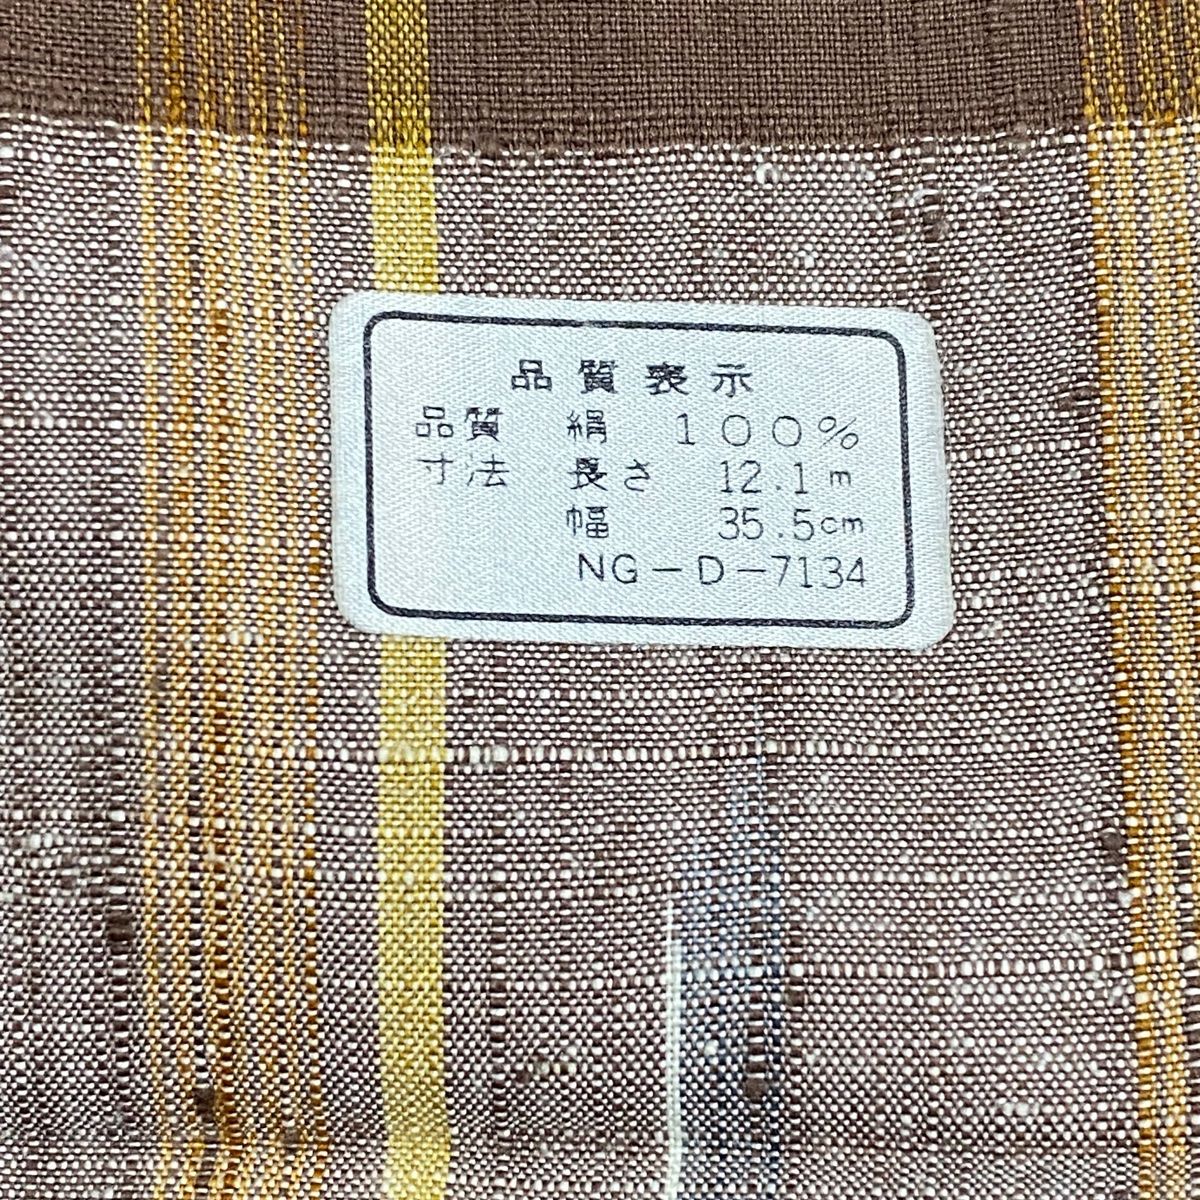 品質表示
品質 絹 100%
寸法 長さ 12.1m
幅 35.5cm
NG-D-7134